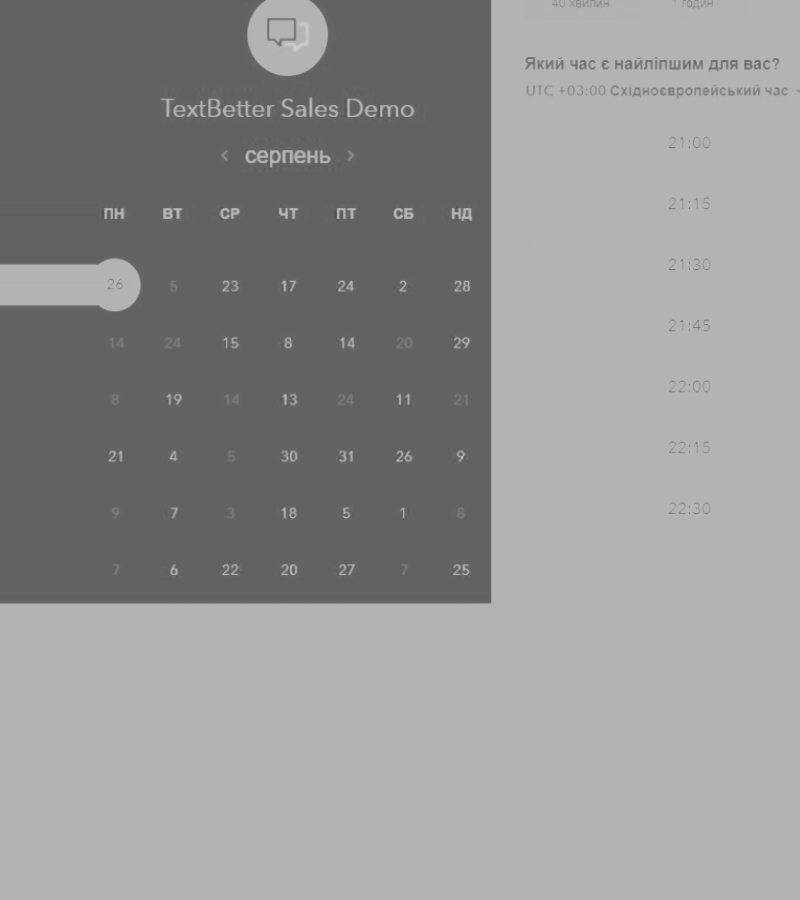 TextBetter Sales Demo
< серпень >
ПН ВТ СР ЧТ ПТ СБ НД
26 5 23 17 24 2 28
14 24 15 8 14 20 29
8 19 14 13 24 11 21
21 4 5 30 31 26 9
9 7 3 18 5 1 8
7 6 22 20 27 7 25
40 хвилин 1 годин
Який час є найліпшим для вас?
UTC +03:00 Східноєвропейський час
21:00
21:15
21:30
21:45
22:00
22:15
22:30